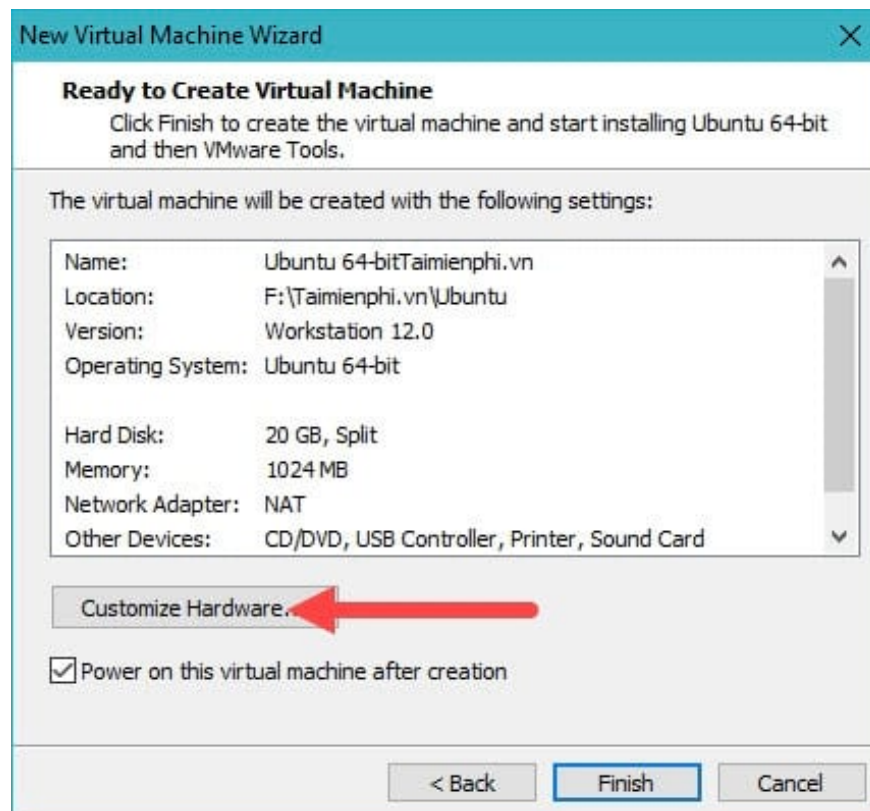 New Virtual Machine Wizard
Ready to Create Virtual Machine
Click Finish to create the virtual machine and start installing Ubuntu 64-bit
and then VMware Tools.
The virtual machine will be created with the following settings:
Name: Ubuntu 64-bitTaimienphi.vn
Location: F:\Taimienphi.vn\Ubuntu
Version: Workstation 12.0
Operating System: Ubuntu 64-bit
Hard Disk: 20 GB, Split
Memory: 1024 MB
Network Adapter: NAT
Other Devices: CD/DVD, USB Controller, Printer, Sound Card
Customize Hardware...
Power on this virtual machine after creation
< Back Finish Cancel